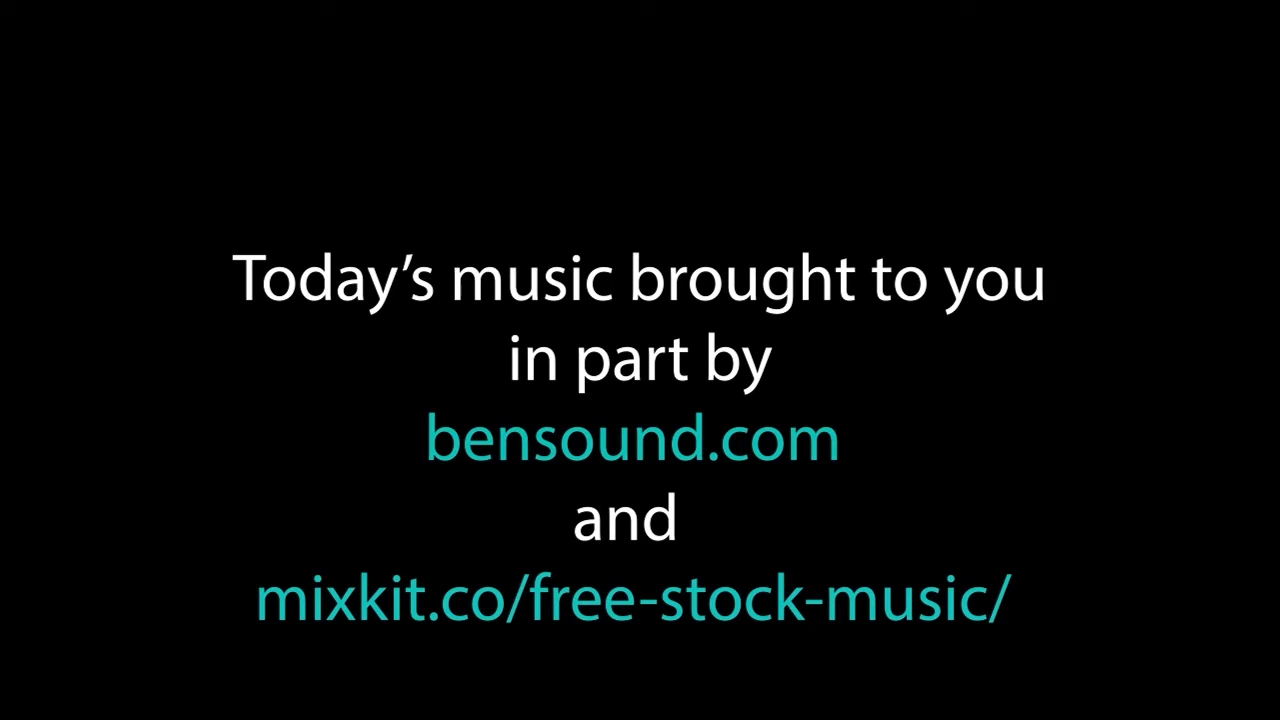 Today’s music brought to you
in part by
bensound.com
and
mixkit.co/free-stock-music/